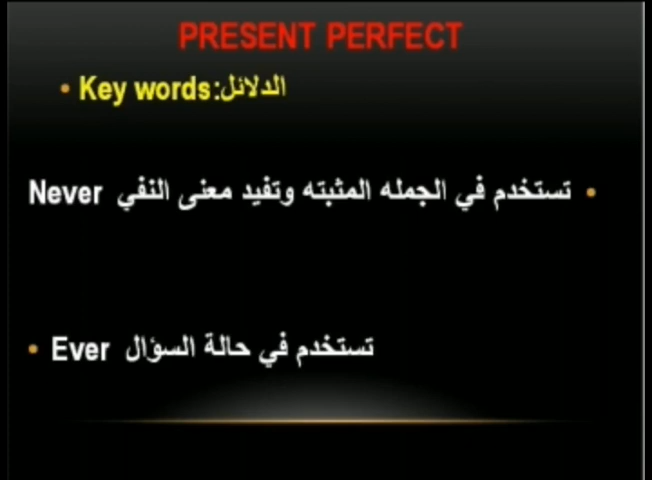 PRESENT PERFECT
• Key words:الدلائل
• تستخدم في الجمله المثبته وتفيد معنى النفي Never
• Ever تستخدم في حالة السؤال